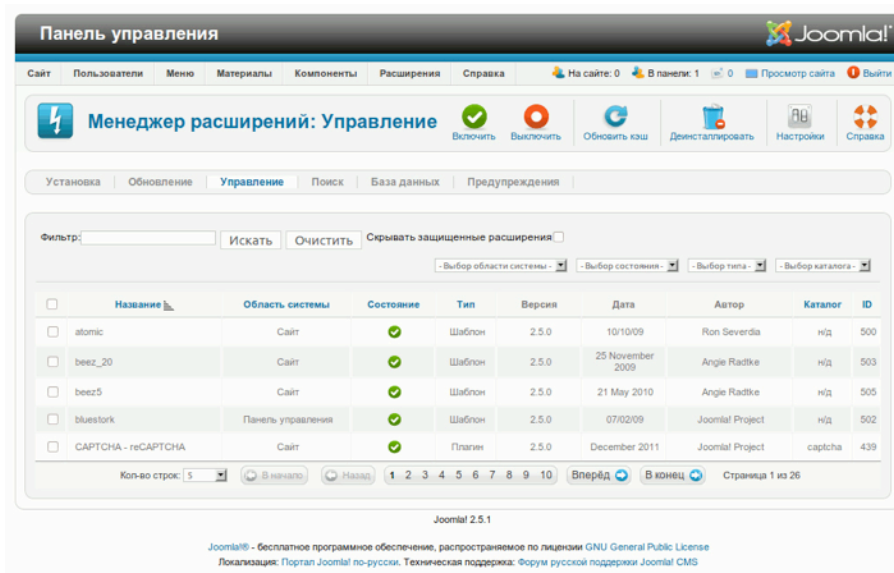 Панель управления
Joomla!
Сайт Пользователи Меню Материалы Компоненты Расширения Справка На сайте: 0 В панели: 1 0 Просмотр сайта Выйти
Менеджер расширений: Управление
Включить Выключить Обновить кэш Деинсталлировать Настройки Справка
Установка Обновление Управление Поиск База данных Предупреждения
Фильтр: Искать Очистить Скрывать защищенные расширения
- Выбор области системы - - Выбор состояния - - Выбор типа - - Выбор каталога -
Название Область системы Состояние Тип Версия Дата Автор Каталог ID
atomic Сайт Шаблон 2.5.0 10/10/09 Ron Severdia н/д 500
beez_20 Сайт Шаблон 2.5.0 25 November 2009 Angie Radtke н/д 503
beez5 Сайт Шаблон 2.5.0 21 May 2010 Angie Radtke н/д 505
bluestork Панель управления Шаблон 2.5.0 07/02/09 Joomla! Project н/д 502
CAPTCHA - reCAPTCHA Сайт Плагин 2.5.0 December 2011 Joomla! Project captcha 439
Кол-во строк: 5 В начало Назад 1 2 3 4 5 6 7 8 9 10 Вперёд В конец Страница 1 из 26
Joomla! 2.5.1
Joomla!® - бесплатное программное обеспечение, распространяемое по лицензии GNU General Public License
Локализация: Портал Joomla! по-русски. Техническая поддержка: Форум русской поддержки Joomla! CMS